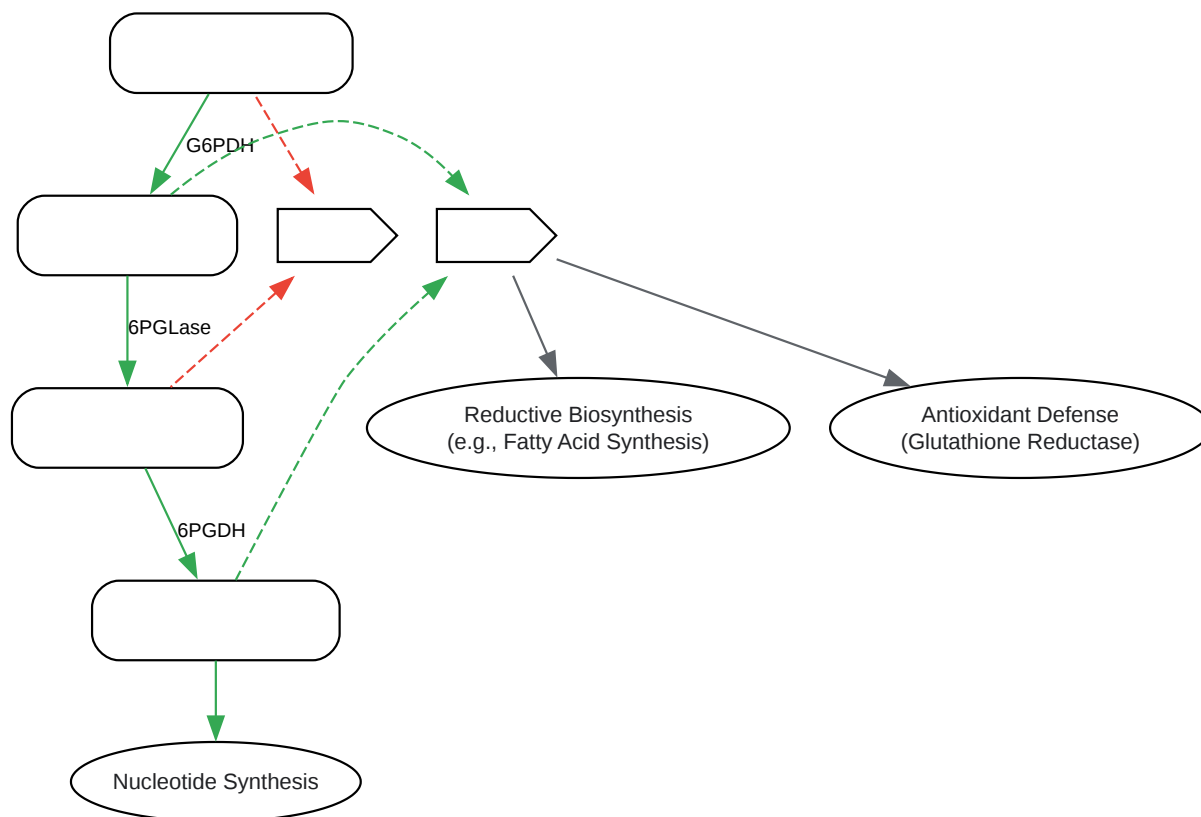 G6PDH
6PGLase
Reductive Biosynthesis
(e.g., Fatty Acid Synthesis)
Antioxidant Defense
(Glutathione Reductase)
6PGDH
Nucleotide Synthesis